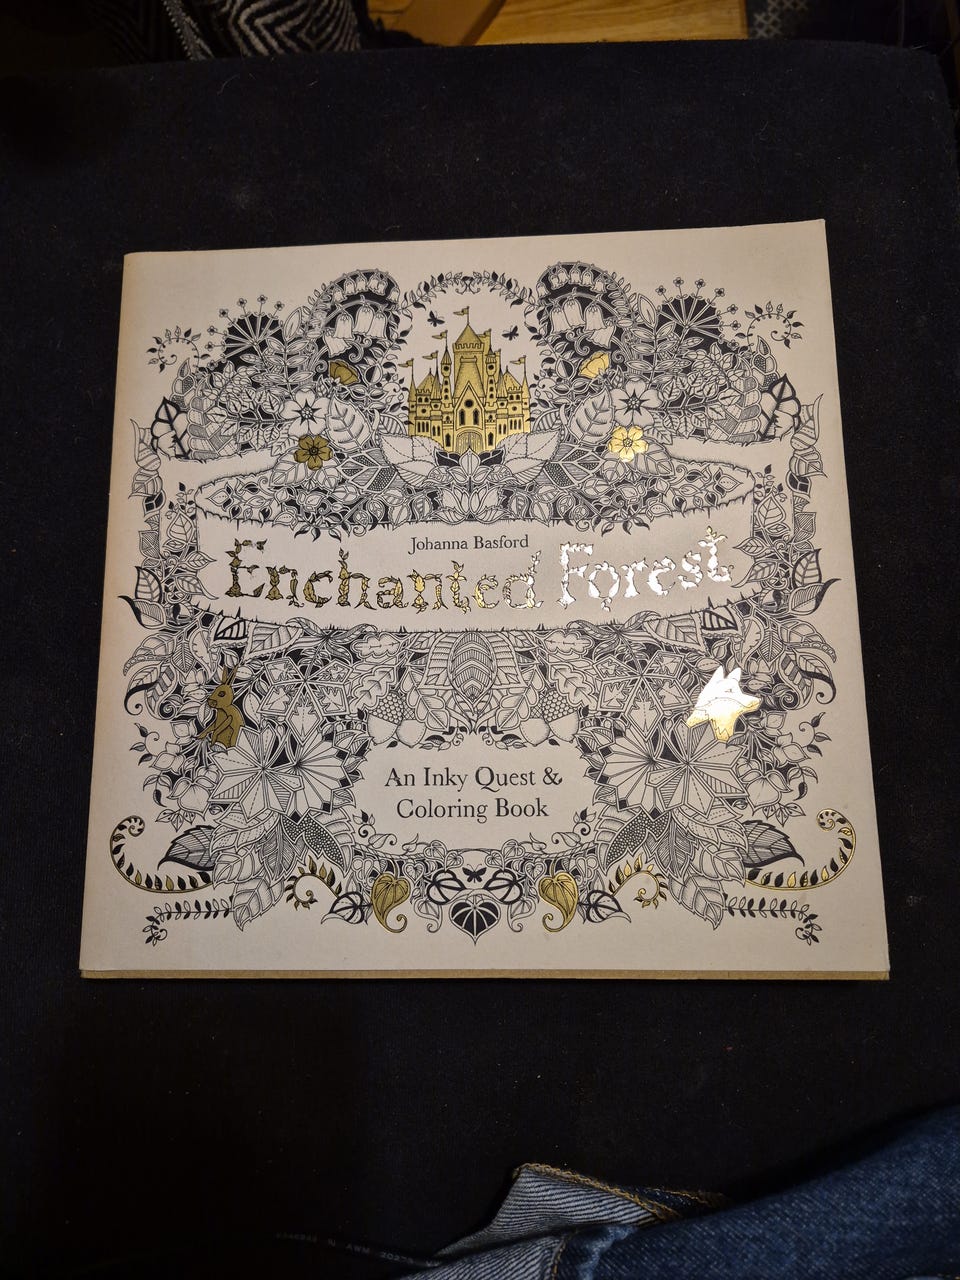 Johanna Basford
Enchanted Forest
An Inky Quest &
Coloring Book